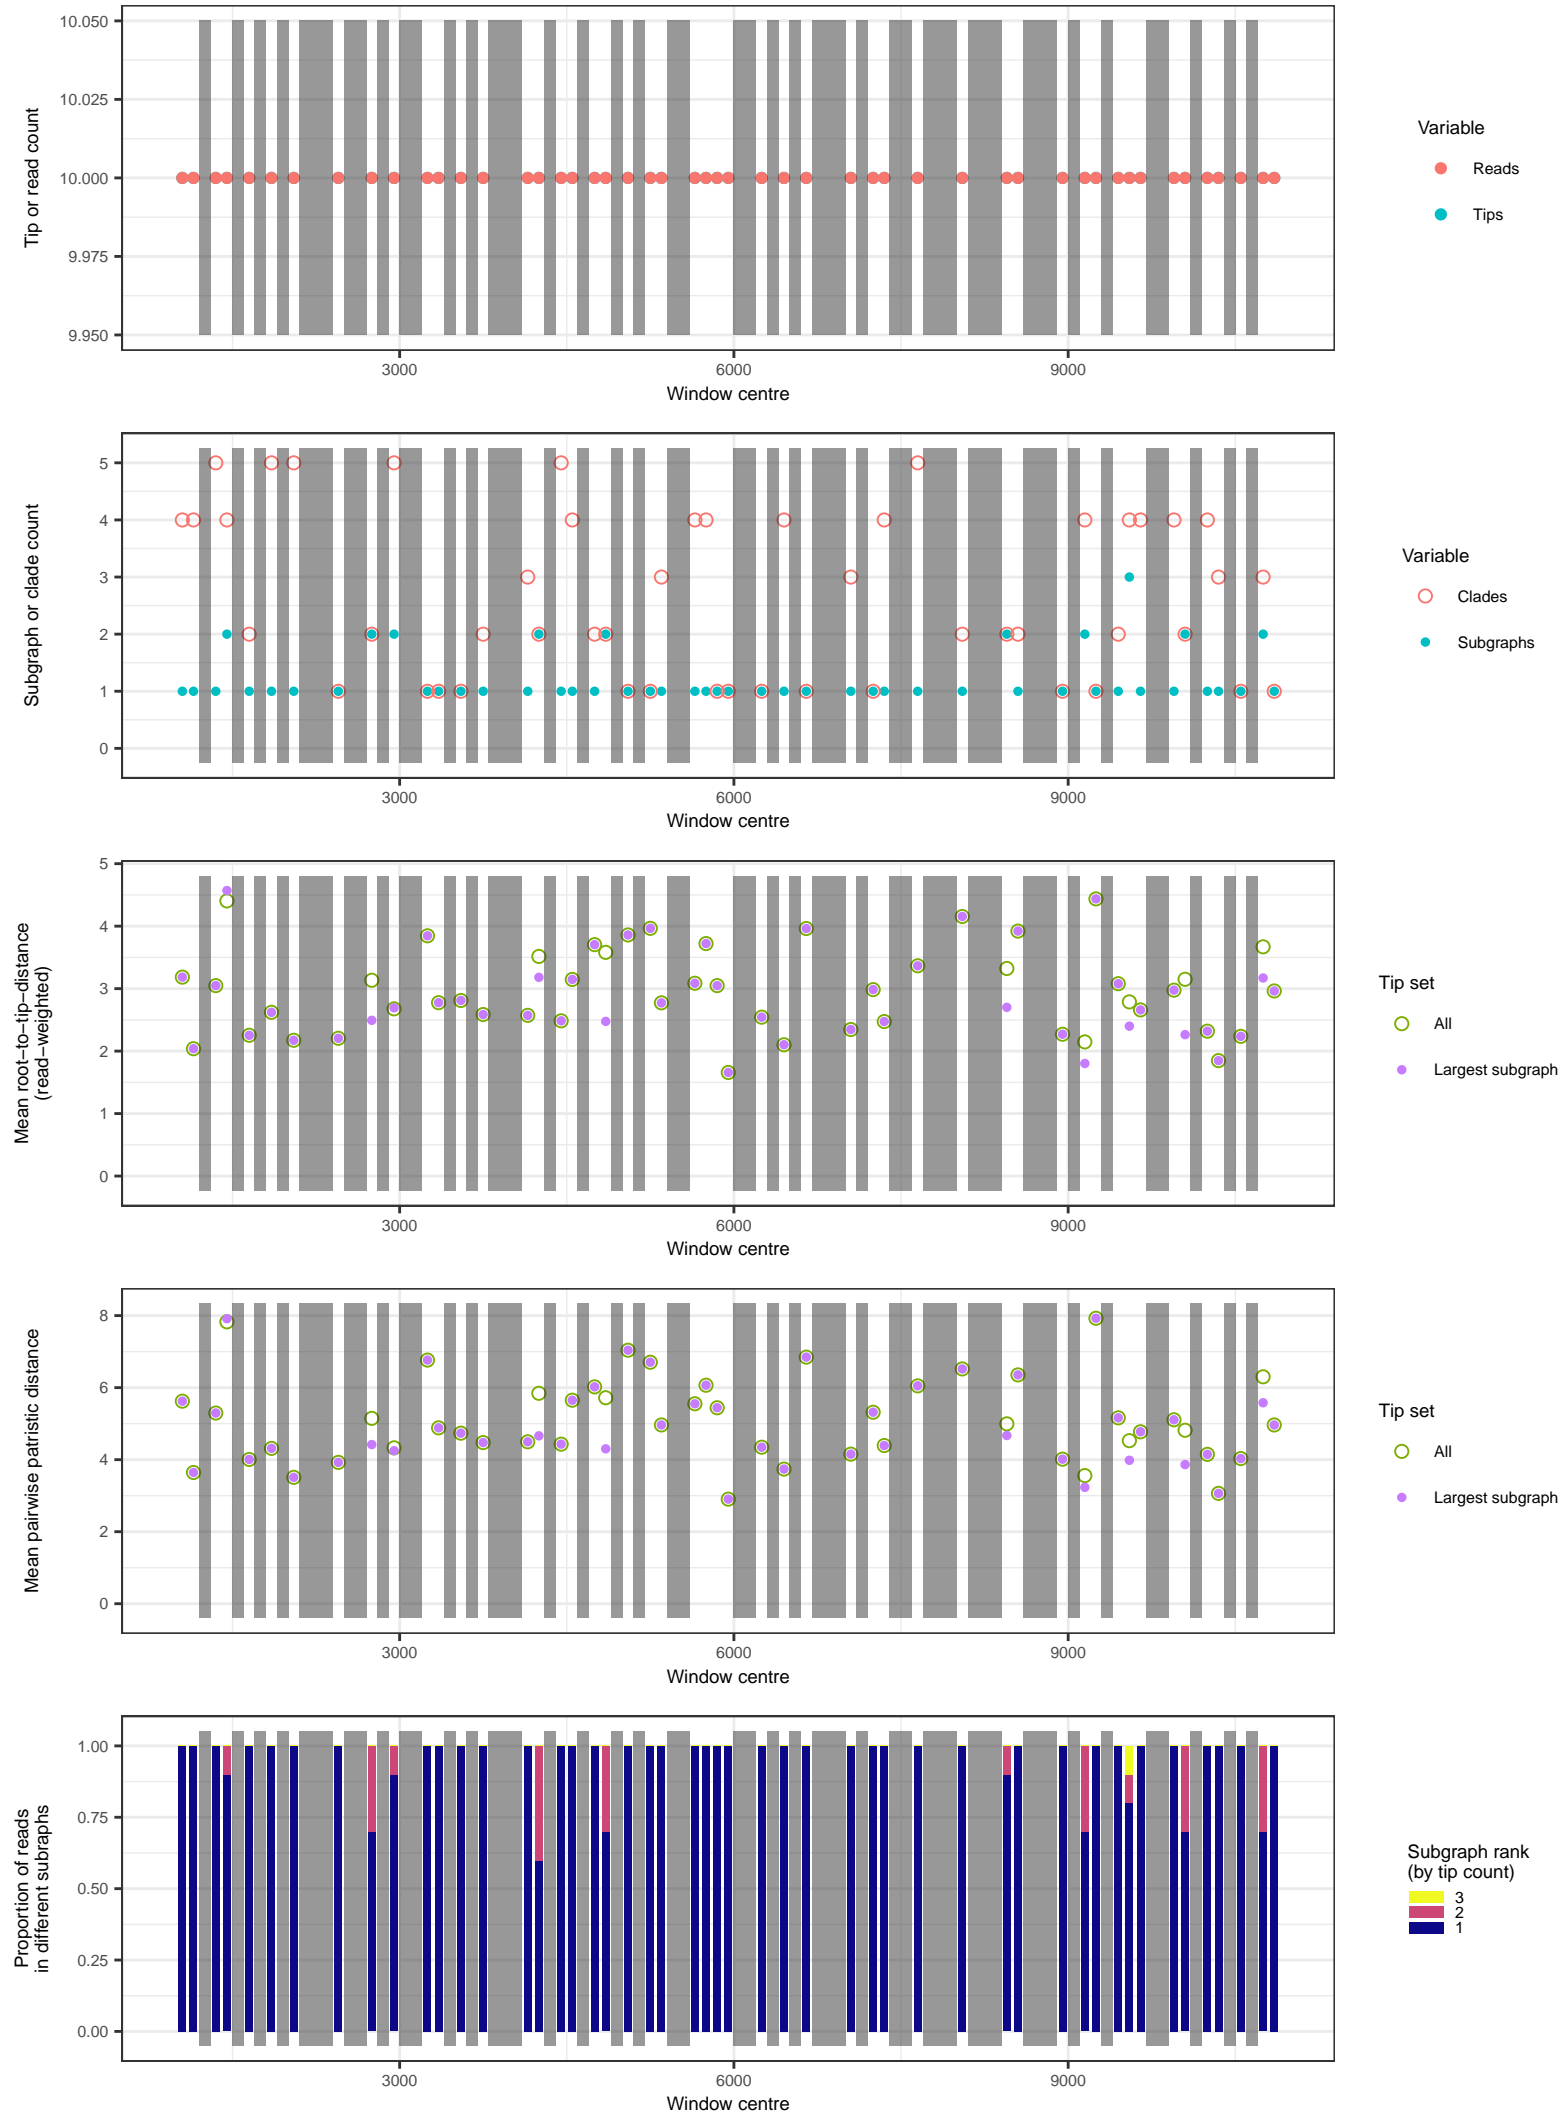 10.050
10.025
10.000
9.975
9.950
Tip or read count
3000 6000 9000
Window centre
Variable
Reads
Tips
5
4
3
2
1
0
Subgraph or clade count
3000 6000 9000
Window centre
Variable
Clades
Subgraphs
5
4
3
2
1
0
Mean root−to−tip−distance
(read−weighted)
3000 6000 9000
Window centre
Tip set
All
Largest subgraph
8
6
4
2
0
Mean pairwise patristic distance
3000 6000 9000
Window centre
Tip set
All
Largest subgraph
1.00
0.75
0.50
0.25
0.00
Proportion of reads
in different subraphs
3000 6000 9000
Window centre
Subgraph rank
(by tip count)
3
2
1